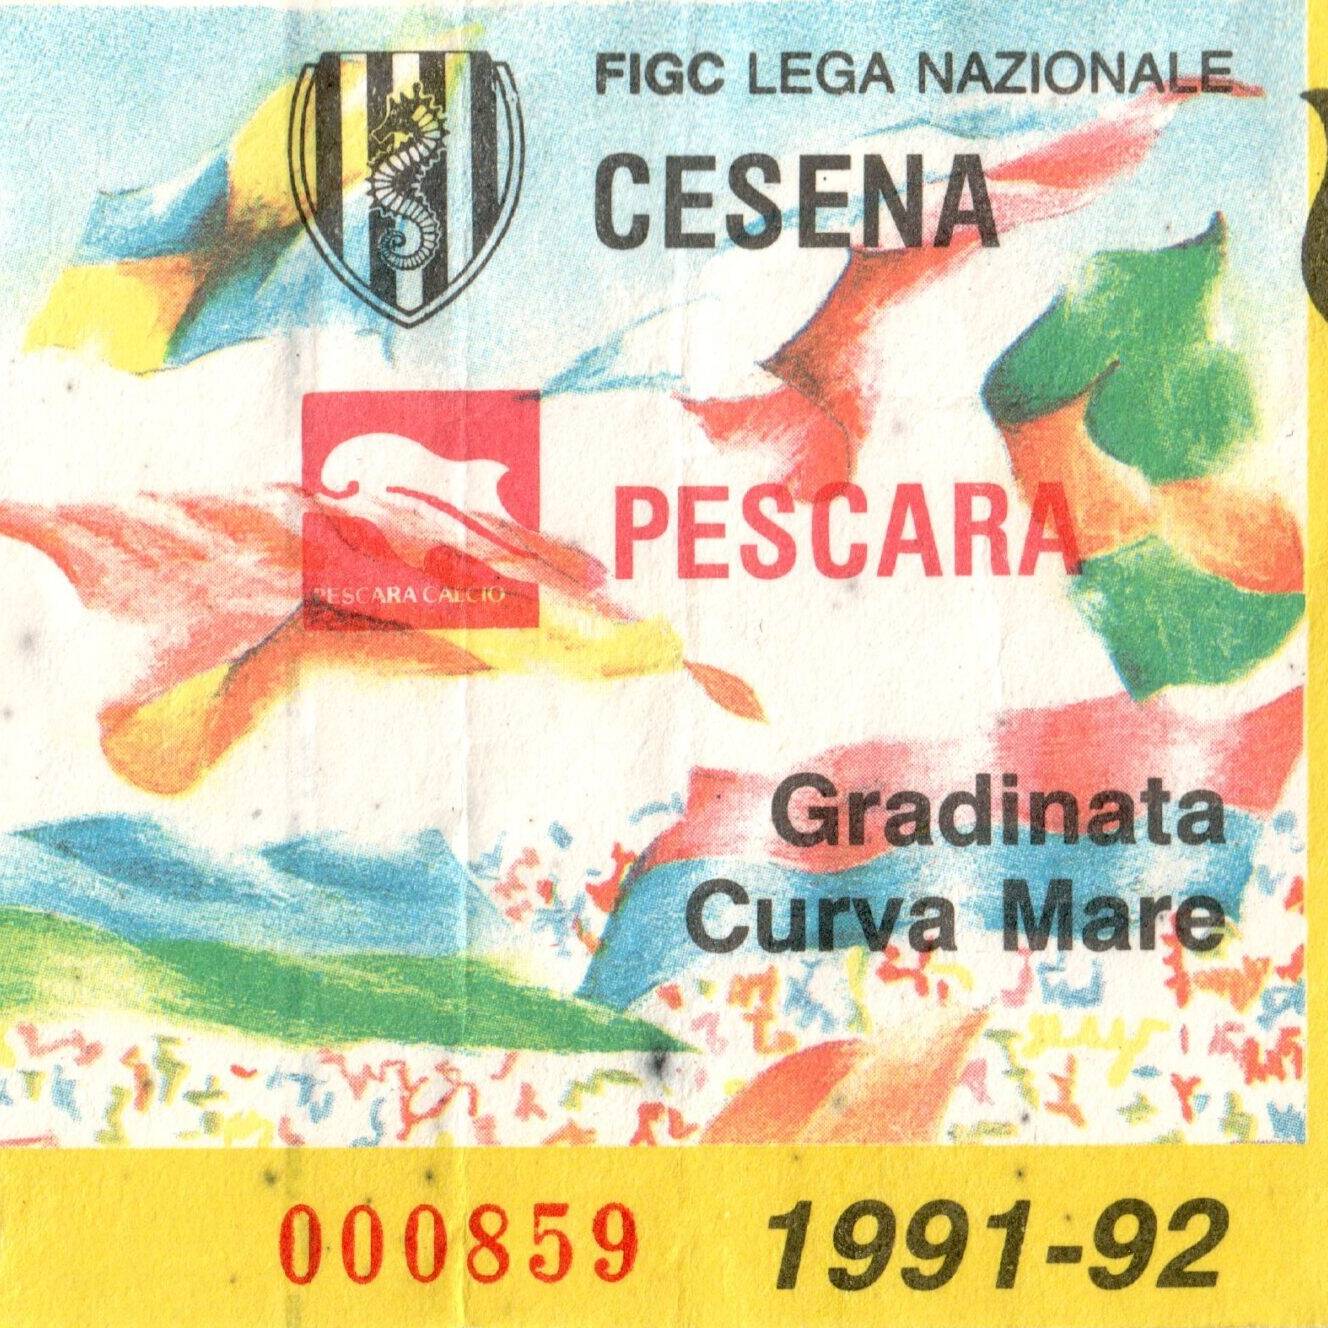 FIGC LEGA NAZIONALE
CESENA
PESCARA
PESCARA CALCIO
Gradinata
Curva Mare
000859
1991-92